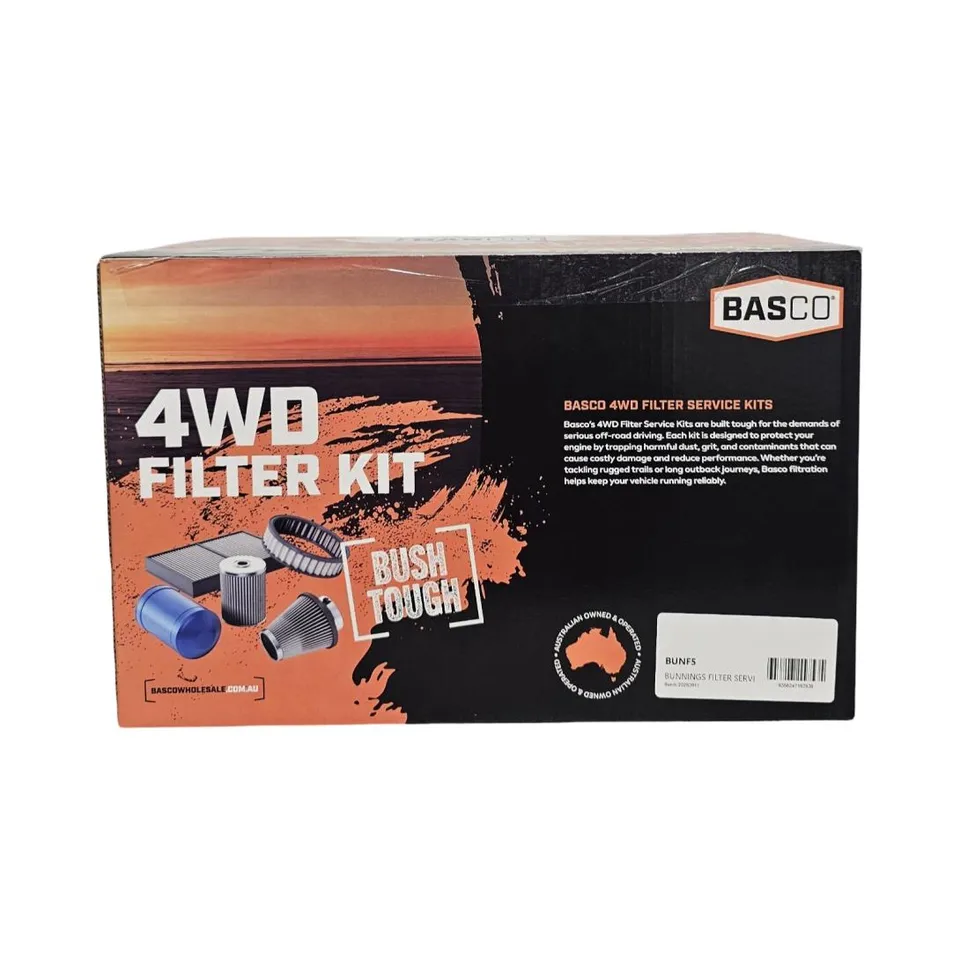 BASCO
4WD
FILTER KIT
BUSH
TOUGH
BASCOWHOLESALE.COM.AU
BASCO 4WD FILTER SERVICE KITS
Basco's 4WD Filter Service Kits are built tough for the demands of
serious off-road driving. Each kit is designed to protect your
engine by trapping harmful dust, grit, and contaminants that can
cause costly damage and reduce performance. Whether you're
tackling rugged trails or long outback journeys, Basco filtration
helps keep your vehicle running reliably.
AUSTRALIAN OWNED & OPERATED • AUSTRALIAN OWNED & OPERATED •
BUNF5
BUNNINGS FILTER SERVI